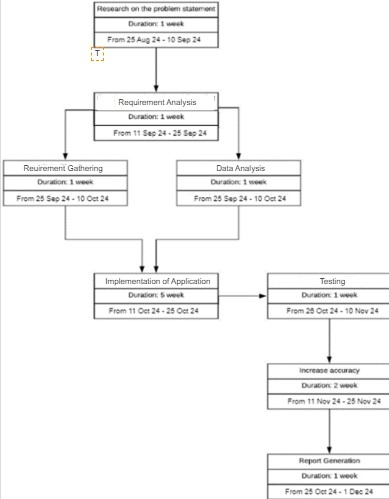 Research on the problem statement
Duration: 1 week
From 25 Aug 24 - 10 Sep 24
T
Requirement Analysis
Duration: 1 week
From 11 Sep 24 - 25 Sep 24
Reuirement Gathering
Duration: 1 week
From 25 Sep 24 - 10 Oct 24
Data Analysis
Duration: 1 week
From 25 Sep 24 - 10 Oct 24
Implementation of Application
Duration: 5 week
From 11 Oct 24 - 25 Oct 24
Testing
Duration: 1 week
From 26 Oct 24 - 10 Nov 24
Increase accuracy
Duration: 2 week
From 11 Nov 24 - 25 Nov 24
Report Generation
Duration: 1 week
From 25 Oct 24 - 1 Dec 24